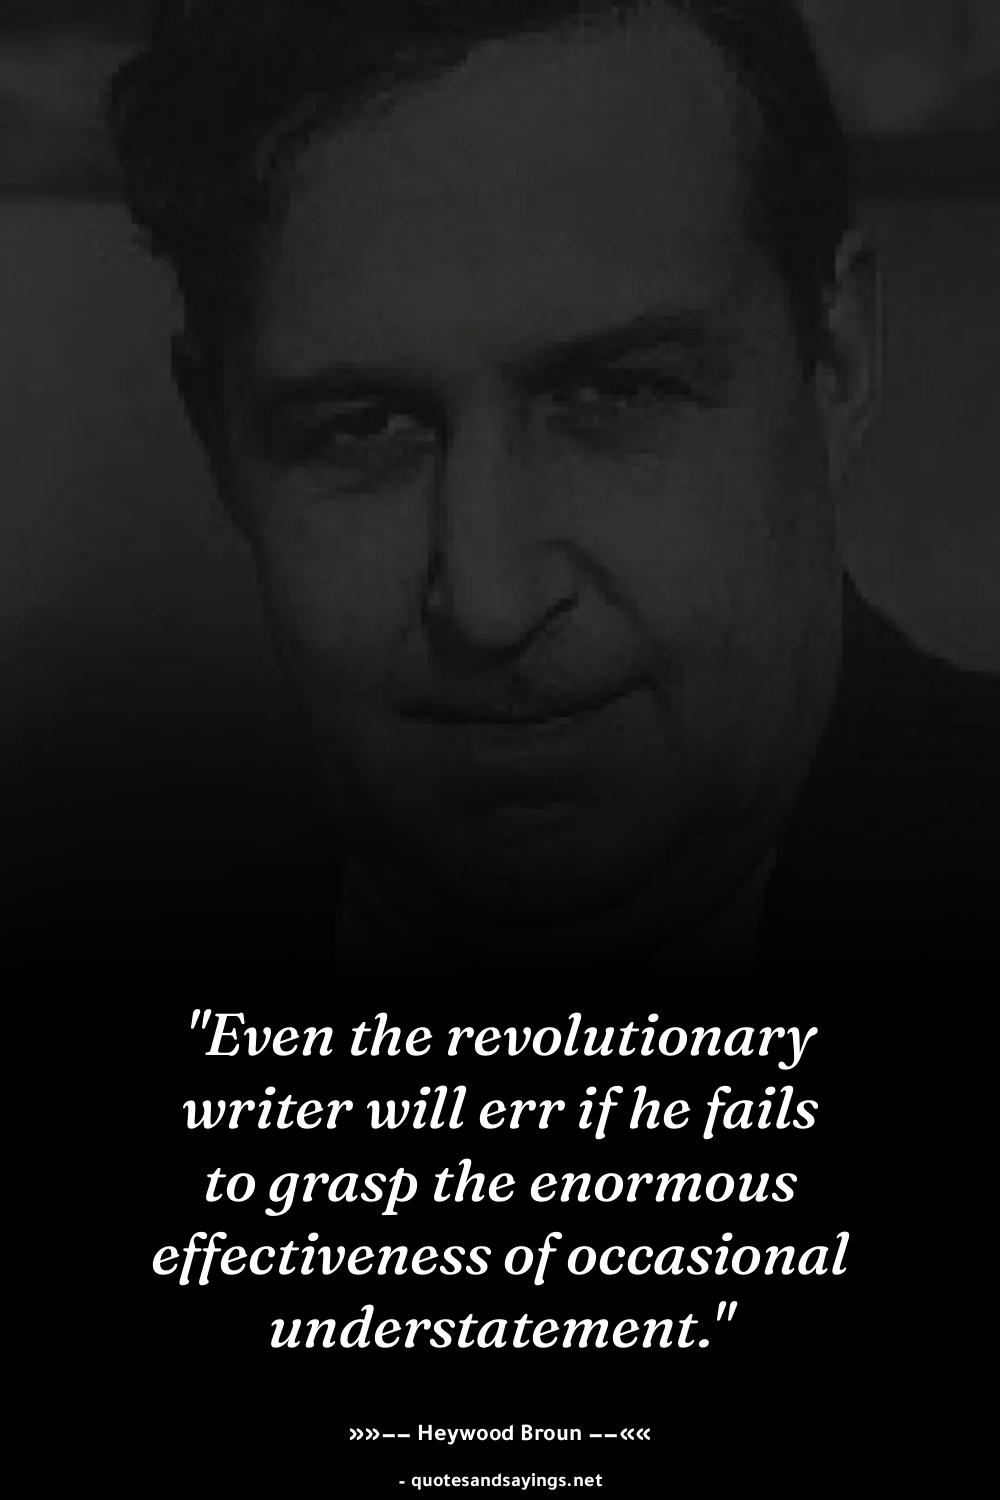 "Even the revolutionary
writer will err if he fails
to grasp the enormous
effectiveness of occasional
understatement."
»»−− Heywood Broun −−««
- quotesandsayings.net